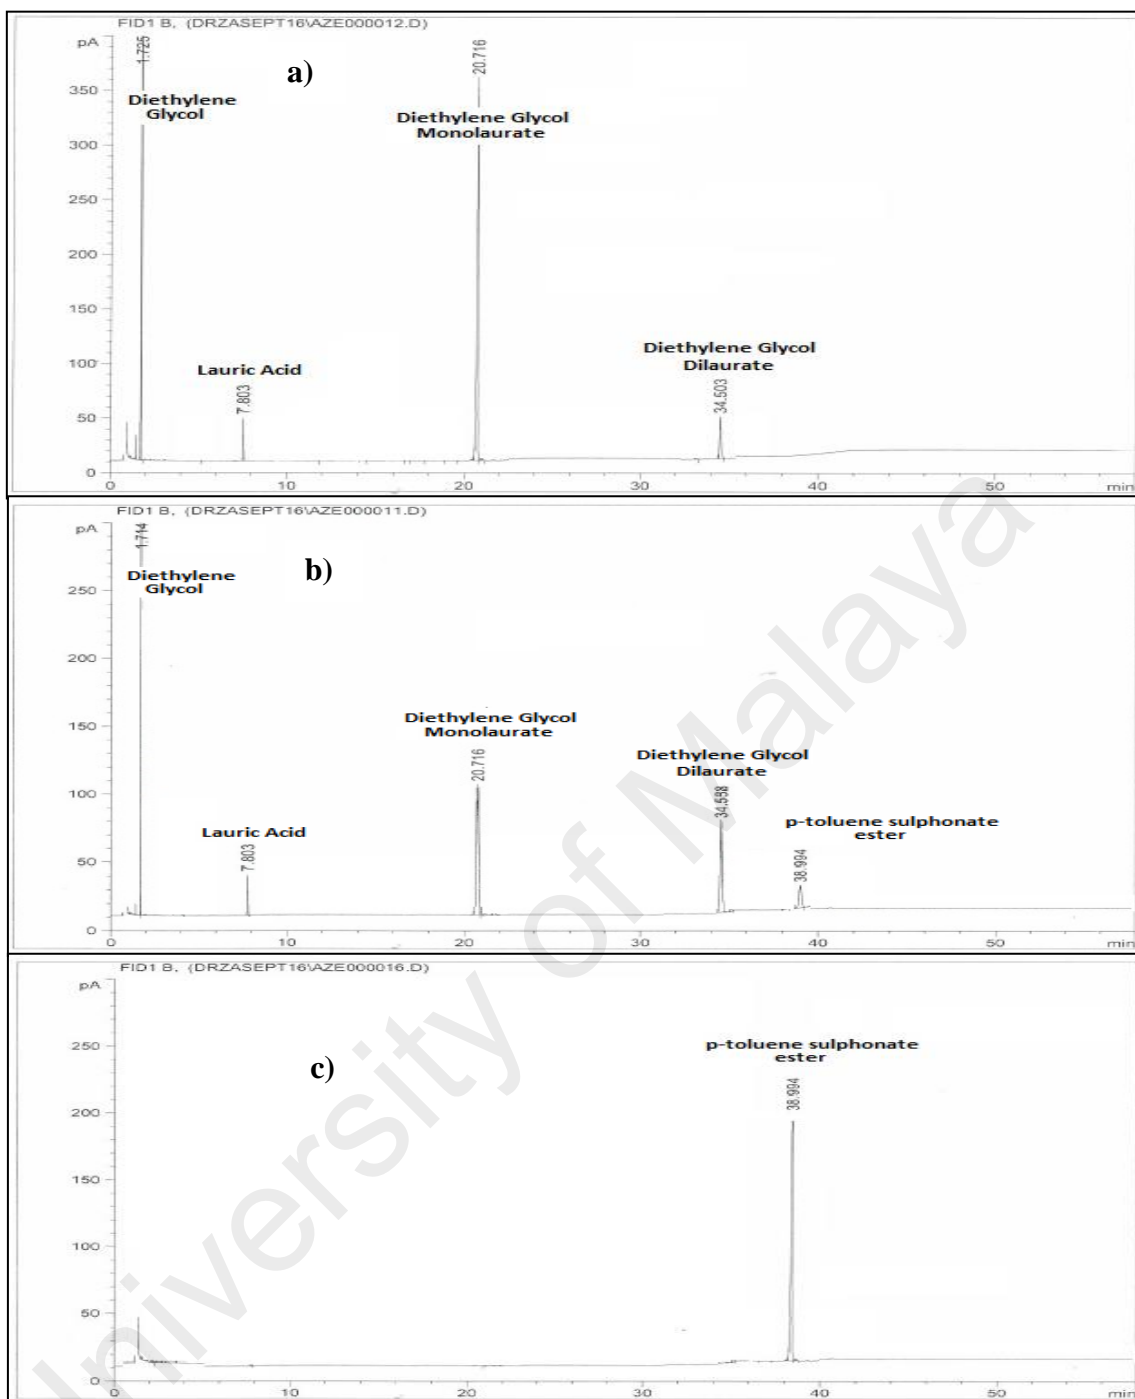 FID1 B, (DRZASEPT16\AZE000012.D)
pA
1.725
20.716
a)
350
Diethylene
Glycol
Diethylene Glycol
Monolaurate
300
250
200
150
Diethylene Glycol
Dilaurate
100
Lauric Acid
7.803
34.503
50
0
0 10 20 30 40 50 min
FID1 B, (DRZASEPT16\AZE000011.D)
pA
1.714
b)
Diethylene
Glycol
250
200
150
Diethylene Glycol
Monolaurate
20.716
Diethylene Glycol
Dilaurate
100
p-toluene sulphonate
ester
Lauric Acid
7.803
38.994
50
0
0 10 20 30 40 50 min
FID1 B, (DRZASEPT16\AZE000016.D)
pA
c)
250
p-toluene sulphonate
ester
38.994
200
150
100
50
0
0 10 20 30 40 50 min
University of Malaya